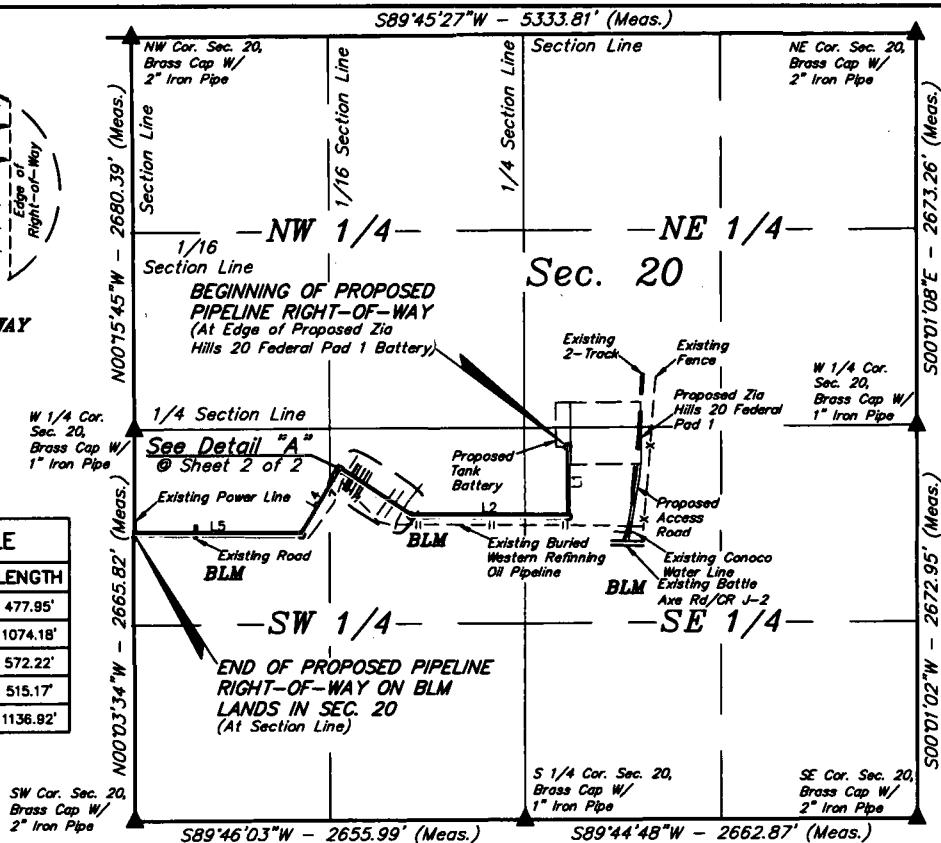 S89°45'27"W - 5333.81' (Meas.)
NW Cor. Sec. 20,
Brass Cap W/
2" Iron Pipe
Section Line
NE Cor. Sec. 20,
Brass Cap W/
2" Iron Pipe
Edge of
Right-of-Way
WAY
N00°15'45"W - 2680.39' (Meas.)
Section Line
1/16 Section Line
1/4 Section Line
S00°01'08"E - 2673.26' (Meas.)
NW 1/4
NE 1/4
1/16
Section Line
Sec. 20
BEGINNING OF PROPOSED
PIPELINE RIGHT-OF-WAY
(At Edge of Proposed Zia
Hills 20 Federal Pad 1 Battery)
Existing
2-Track
Existing
Fence
Proposed Zia
Hills 20 Federal
Pad 1
W 1/4 Cor.
Sec. 20,
Brass Cap W/
1" Iron Pipe
W 1/4 Cor.
Sec. 20,
Brass Cap W/
1" Iron Pipe
1/4 Section Line
See Detail "A"
@ Sheet 2 of 2
Proposed
Tank
Battery
Existing Power Line
L4
L2
L5
Proposed
Access
Road
Existing Road
BLM
BLM
Existing Buried
Western Refinning
Oil Pipeline
Existing Conoco
Water Line
BLM
Existing Battle
Axe Rd/CR J-2
E
LENGTH
477.95'
1074.18'
572.22'
515.17'
1136.92'
N00°03'34"W - 2665.82' (Meas.)
S00°01'02"W - 2672.95' (Meas.)
SW 1/4
SE 1/4
END OF PROPOSED PIPELINE
RIGHT-OF-WAY ON BLM
LANDS IN SEC. 20
(At Section Line)
SW Cor. Sec. 20,
Brass Cap W/
2" Iron Pipe
S 1/4 Cor. Sec. 20,
Brass Cap W/
1" Iron Pipe
SE Cor. Sec. 20,
Brass Cap W/
2" Iron Pipe
S89°46'03"W - 2655.99' (Meas.)
S89°44'48"W - 2662.87' (Meas.)